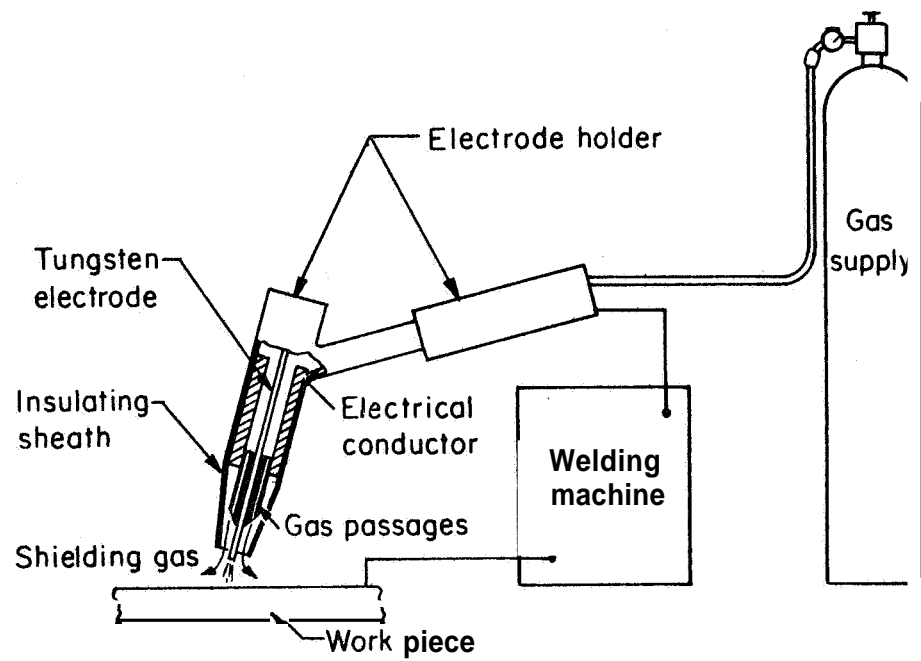 Electrode holder
Gas
supply
Tungsten
electrode
Insulating
sheath
Electrical
conductor
Welding
machine
Gas passages
Shielding gas
Work piece